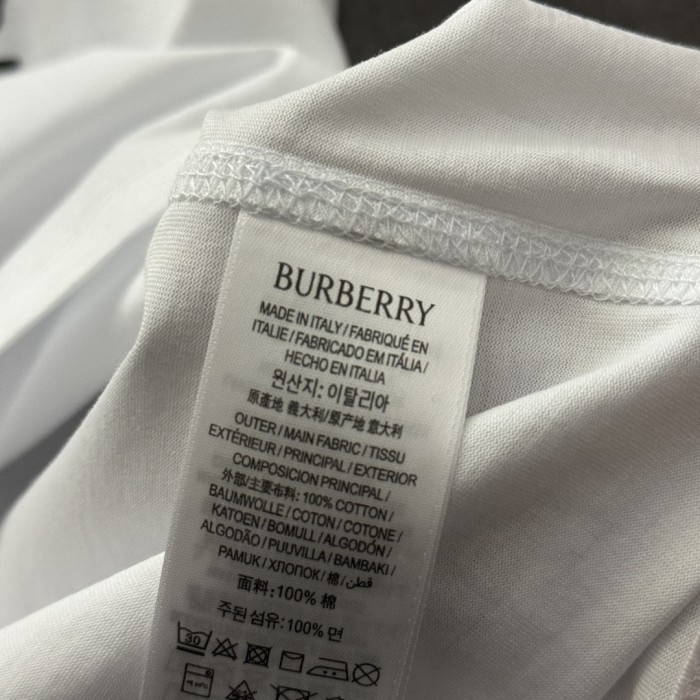 BURBERRY
MADE IN ITALY / FABRIQUÉ EN
ITALIE / FABRICADO EM ITÁLIA /
HECHO EN ITALIA
원산지: 이탈리아
原產地 義大利/原产地 意大利
OUTER / MAIN FABRIC / TISSU
EXTÉRIEUR / PRINCIPAL / EXTERIOR
COMPOSICION PRINCIPAL /
外部/主要布料: 100% COTTON /
BAUMWOLLE / COTON / COTONE /
KATOEN / BOMULL / ALGODÓN /
ALGODÃO / PUUVILLA / BAMBAKI /
PAMUK / ХЛОПОК / 棉 / قطن /
面料: 100% 棉
주된 섬유: 100% 면
30